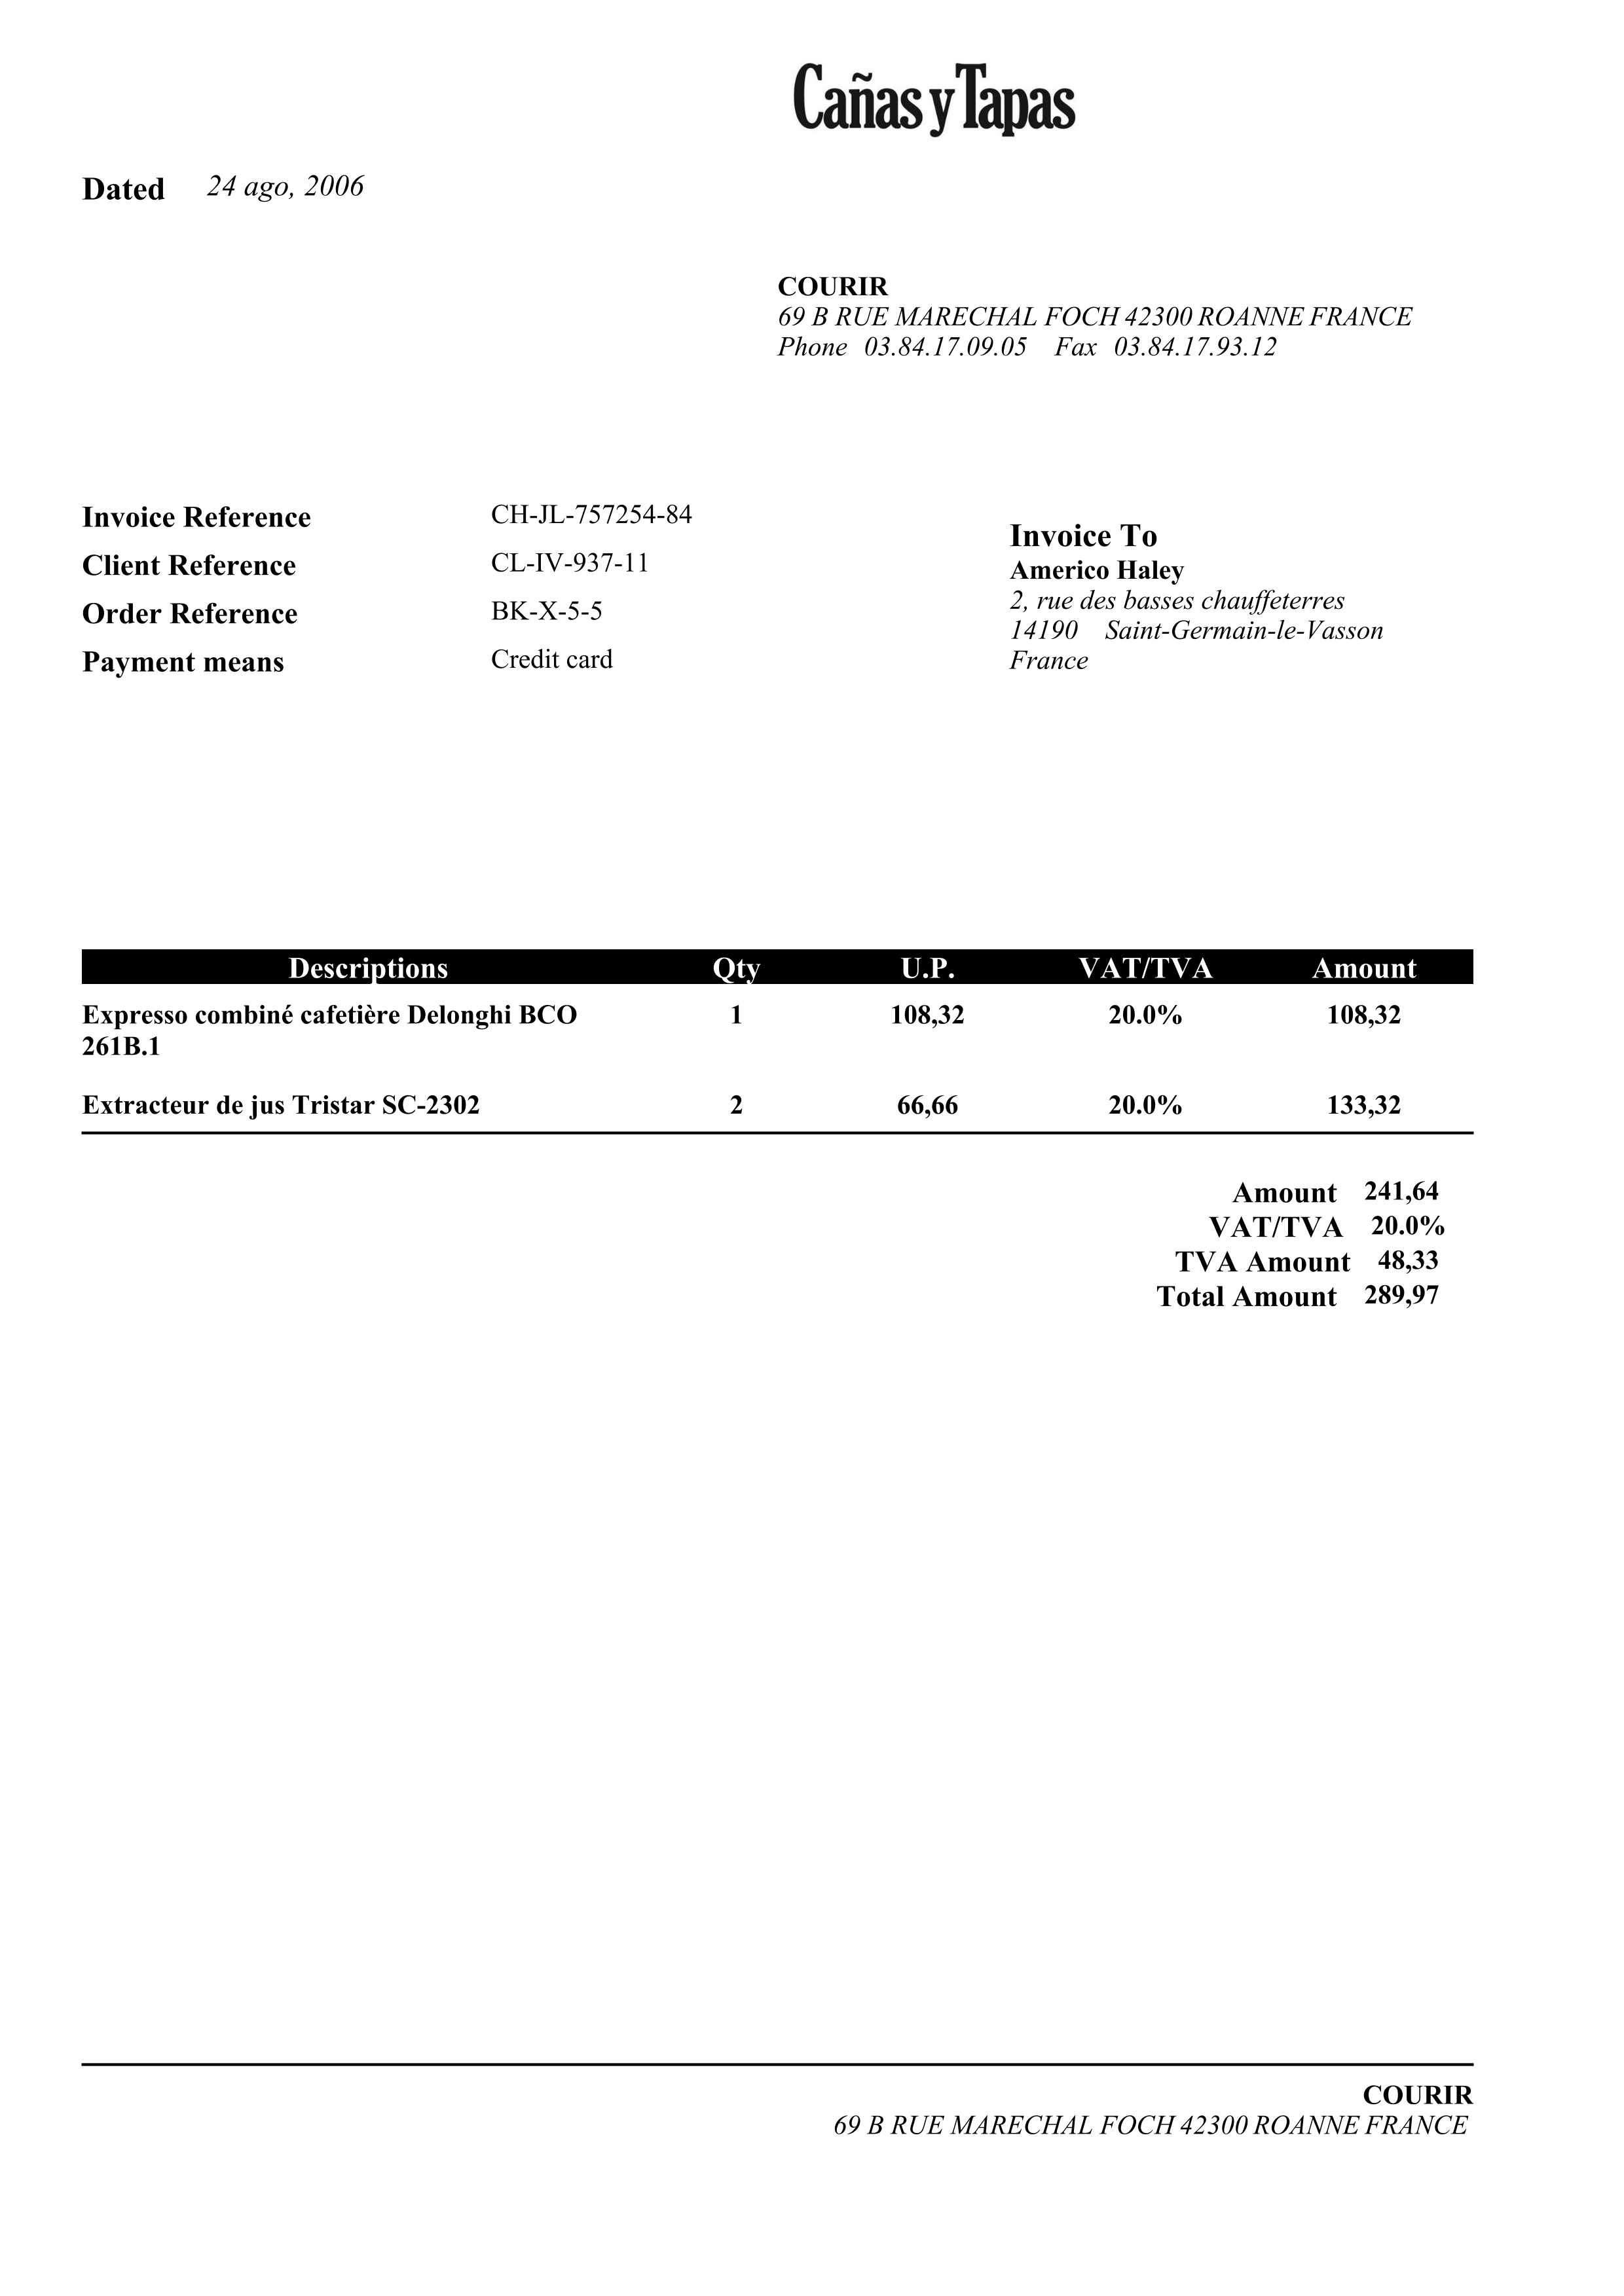 Cañas y Tapas
Dated 24 ago, 2006
COURIR
69 B RUE MARECHAL FOCH 42300 ROANNE FRANCE
Phone 03.84.17.09.05 Fax 03.84.17.93.12
Invoice Reference CH-JL-757254-84
Client Reference CL-IV-937-11
Order Reference BK-X-5-5
Payment means Credit card
Invoice To
Americo Haley
2, rue des basses chauffeterres
14190 Saint-Germain-le-Vasson
France
Descriptions Qty U.P. VAT/TVA Amount
Expresso combiné cafetière Delonghi BCO 1 108,32 20.0% 108,32
261B.1
Extracteur de jus Tristar SC-2302 2 66,66 20.0% 133,32
Amount 241,64
VAT/TVA 20.0%
TVA Amount 48,33
Total Amount 289,97
COURIR
69 B RUE MARECHAL FOCH 42300 ROANNE FRANCE